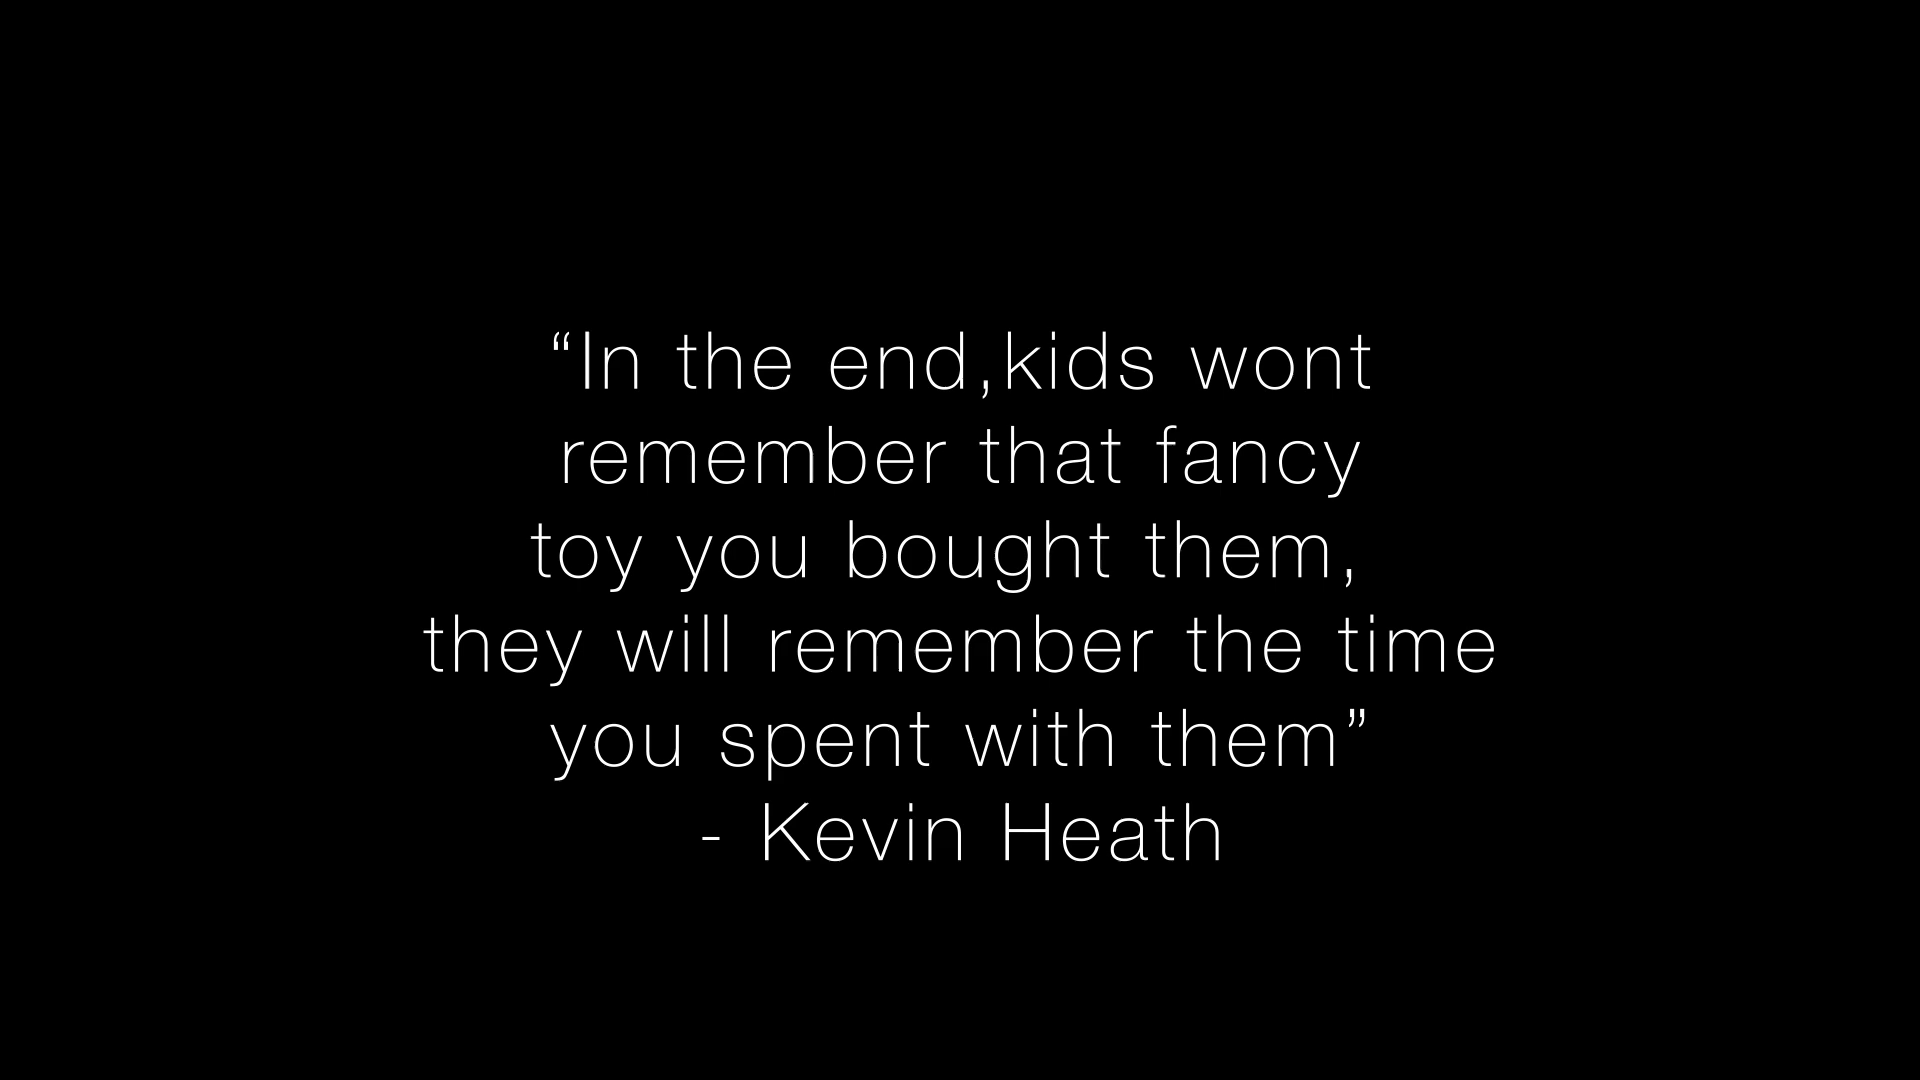 “In the end,kids wont
remember that fancy
toy you bought them,
they will remember the time
you spent with them”
- Kevin Heath